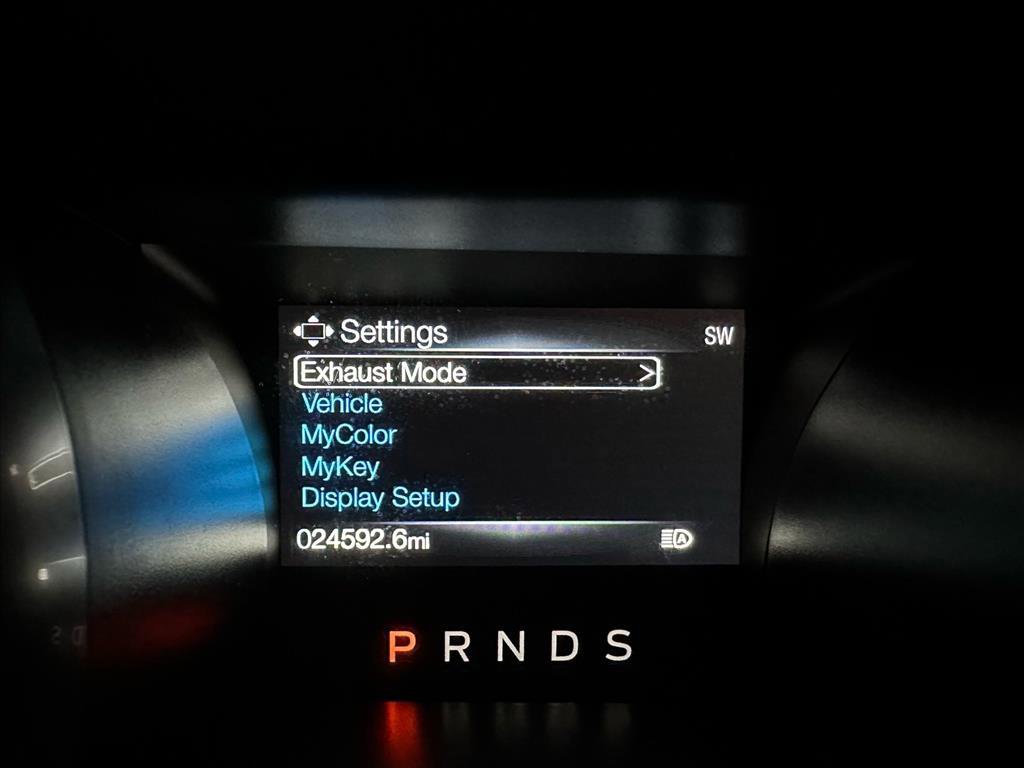 Settings SW
Exhaust Mode >
Vehicle
MyColor
MyKey
Display Setup
024592.6mi A
P R N D S